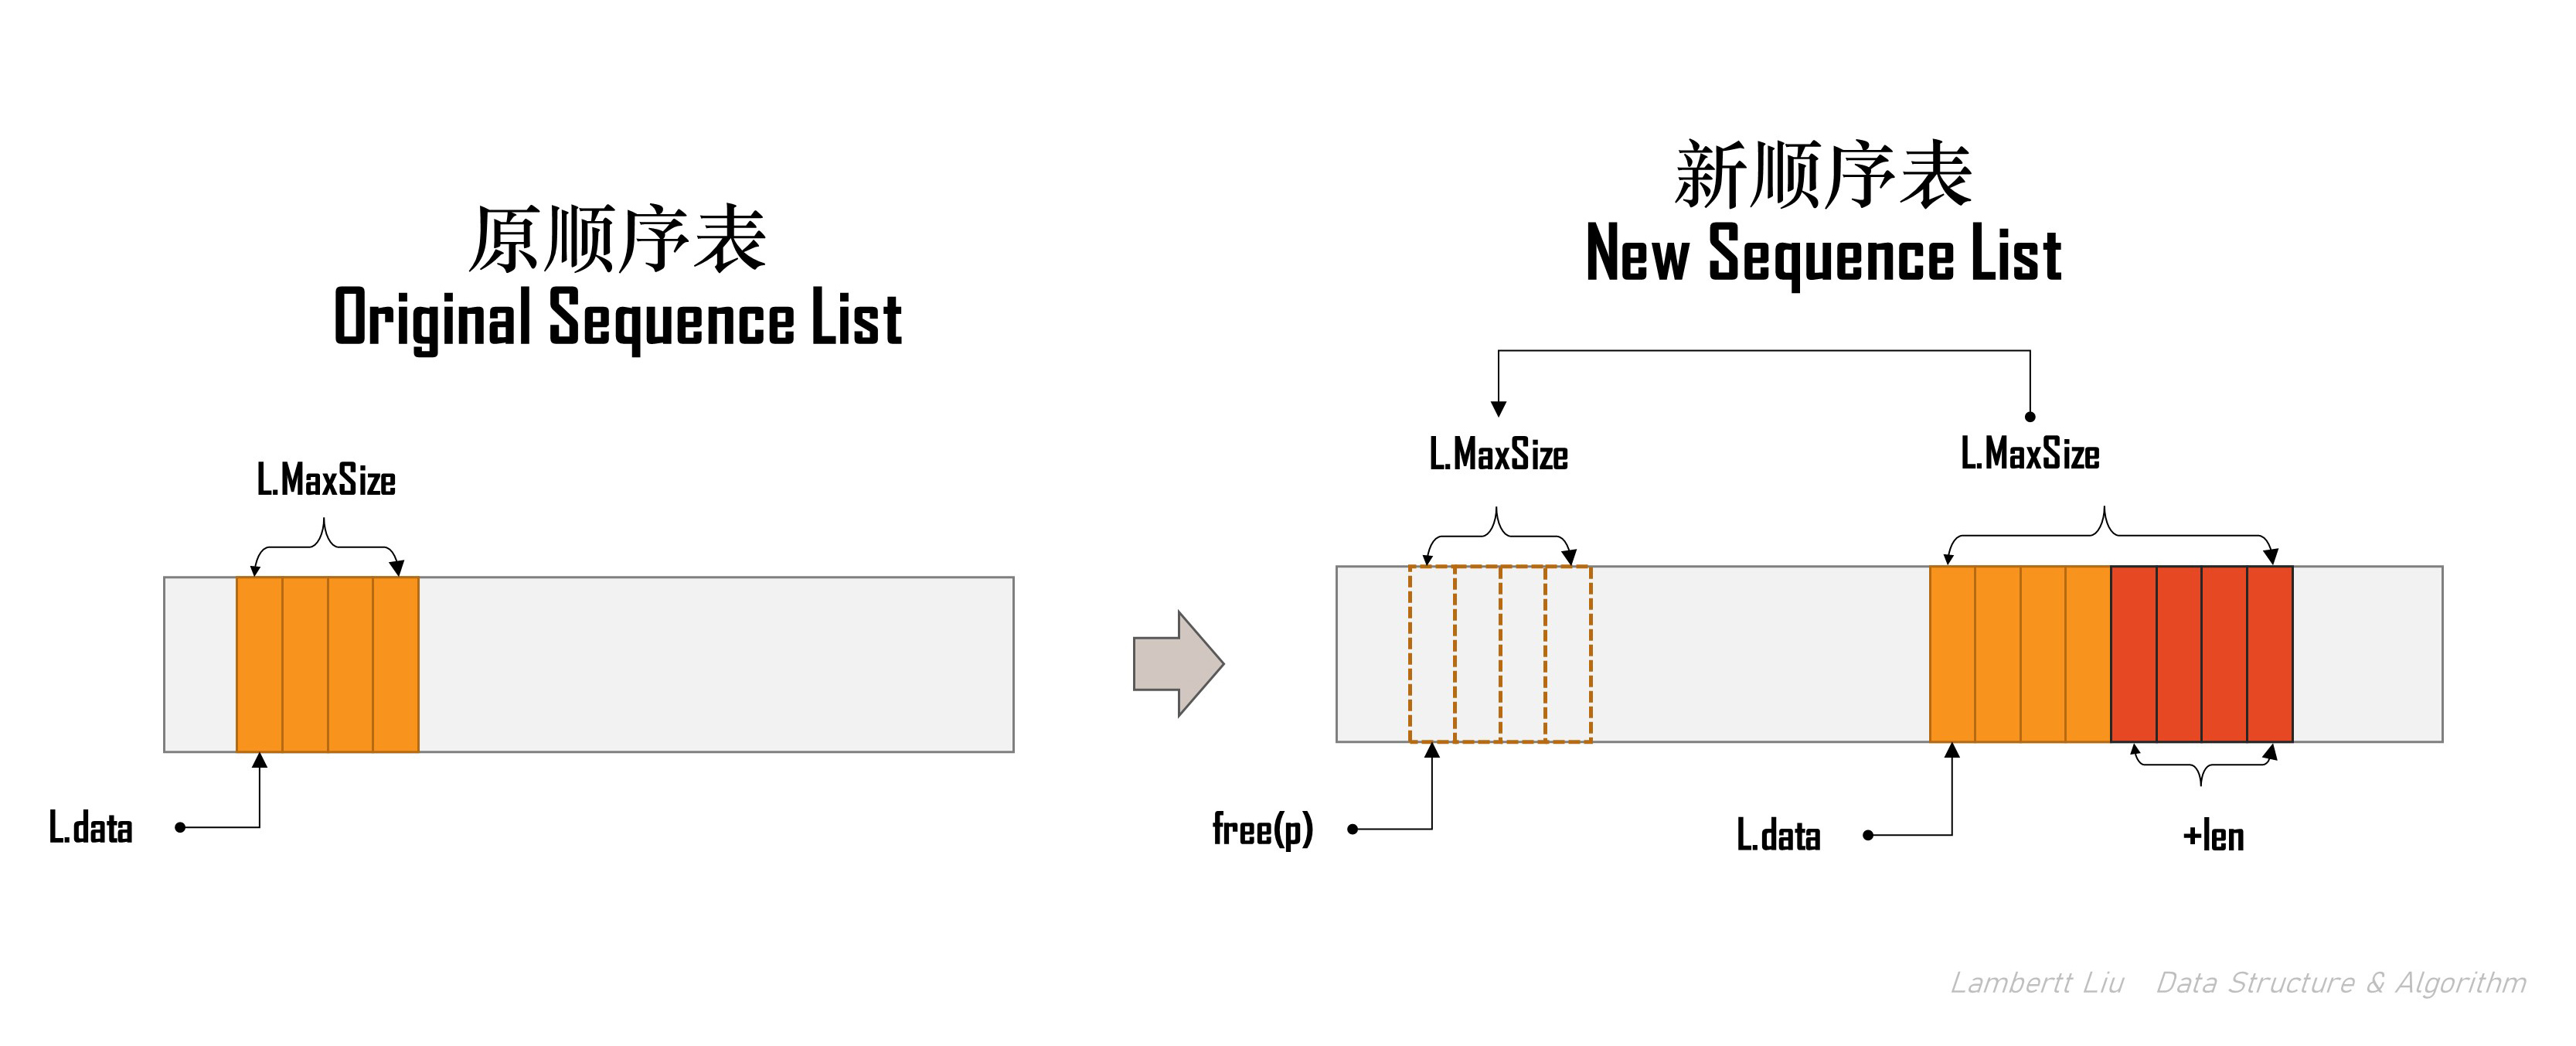 原顺序表
Original Sequence List
L.MaxSize
L.data
新顺序表
New Sequence List
L.MaxSize
L.MaxSize
free(p)
L.data
+len
Lambertt Liu Data Structure & Algorithm